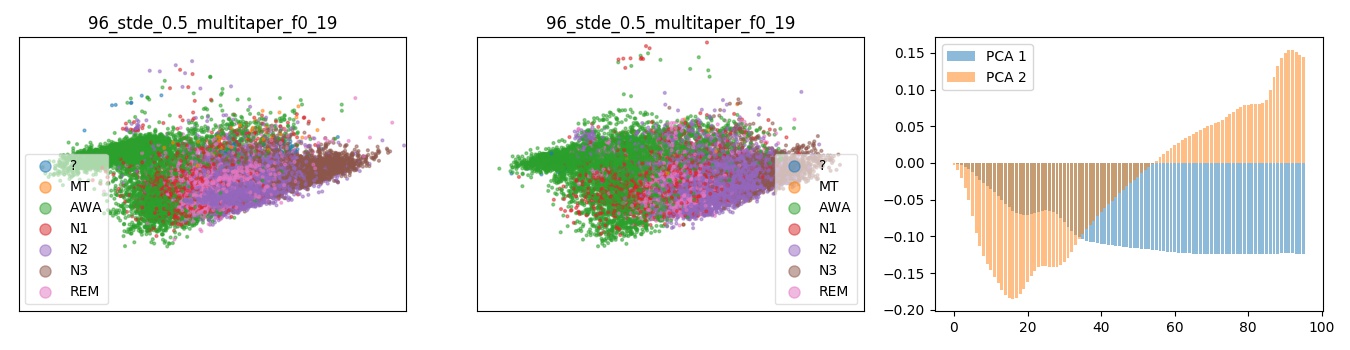 96_stde_0.5_multitaper_f0_19
?
MT
AWA
N1
N2
N3
REM
96_stde_0.5_multitaper_f0_19
?
MT
AWA
N1
N2
N3
REM
PCA 1
PCA 2
0.15
0.10
0.05
0.00
−0.05
−0.10
−0.15
−0.20
0 20 40 60 80 100